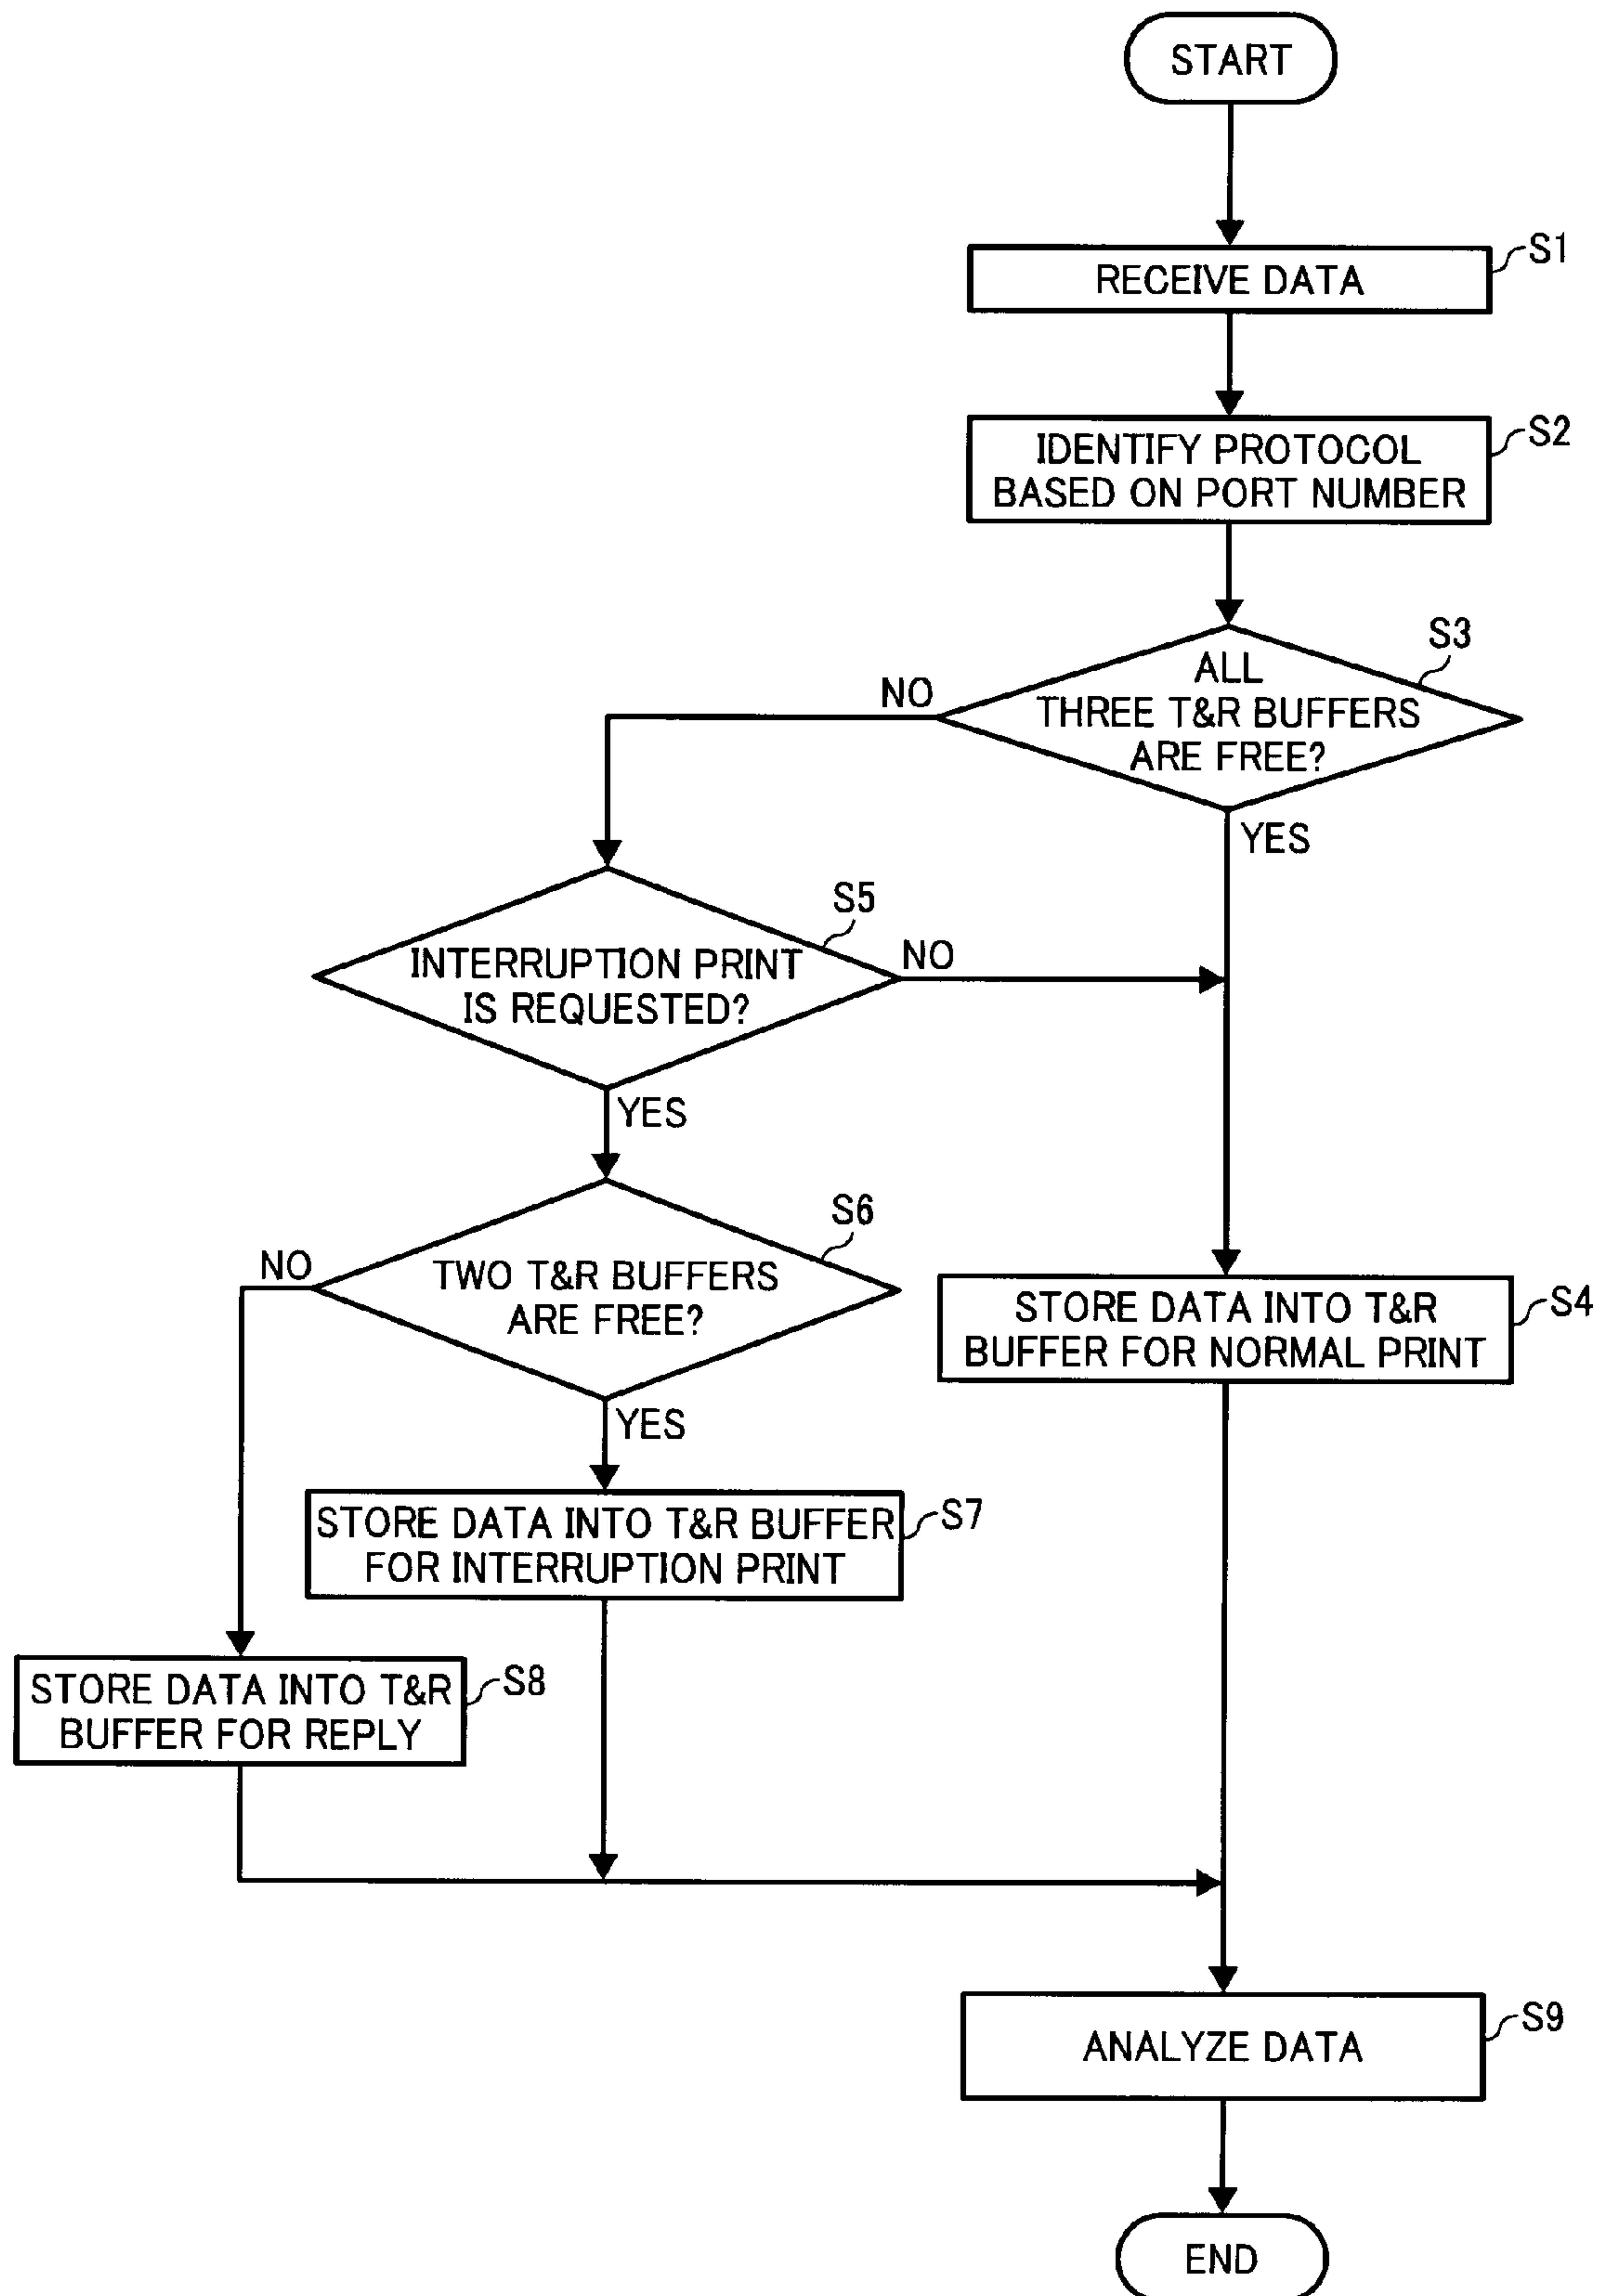 START
RECEIVE DATA
S1
IDENTIFY PROTOCOL
BASED ON PORT NUMBER
S2
ALL
THREE T&R BUFFERS
ARE FREE?
S3
NO
YES
INTERRUPTION PRINT
IS REQUESTED?
S5
NO
YES
TWO T&R BUFFERS
ARE FREE?
S6
NO
YES
STORE DATA INTO T&R
BUFFER FOR NORMAL PRINT
S4
STORE DATA INTO T&R BUFFER
FOR INTERRUPTION PRINT
S7
STORE DATA INTO T&R
BUFFER FOR REPLY
S8
ANALYZE DATA
S9
END